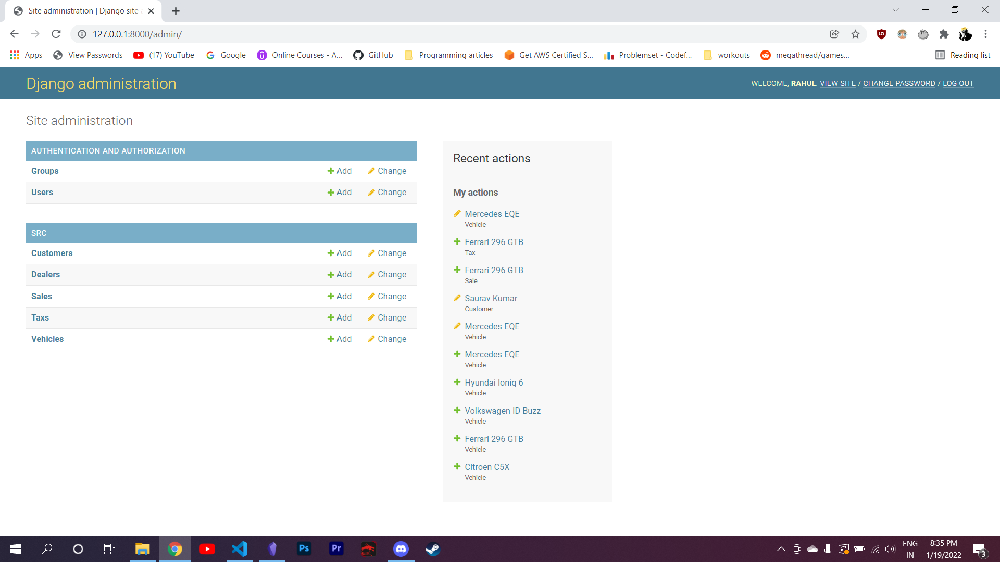 Site administration | Django site
127.0.0.1:8000/admin/
Apps
View Passwords
(17) YouTube
Google
Online Courses - A...
GitHub
Programming articles
Get AWS Certified S...
Problemset - Codef...
workouts
megathread/games...
Reading list
Django administration
WELCOME, RAHUL. VIEW SITE / CHANGE PASSWORD / LOG OUT
Site administration
AUTHENTICATION AND AUTHORIZATION
Groups Add Change
Users Add Change
SRC
Customers Add Change
Dealers Add Change
Sales Add Change
Taxs Add Change
Vehicles Add Change
Recent actions
My actions
Mercedes EQE
Vehicle
Ferrari 296 GTB
Tax
Ferrari 296 GTB
Sale
Saurav Kumar
Customer
Mercedes EQE
Vehicle
Mercedes EQE
Vehicle
Hyundai Ioniq 6
Vehicle
Volkswagen ID Buzz
Vehicle
Ferrari 296 GTB
Vehicle
Citroen C5X
Vehicle
Ps
Pr
ENG
IN
8:35 PM
1/19/2022
3